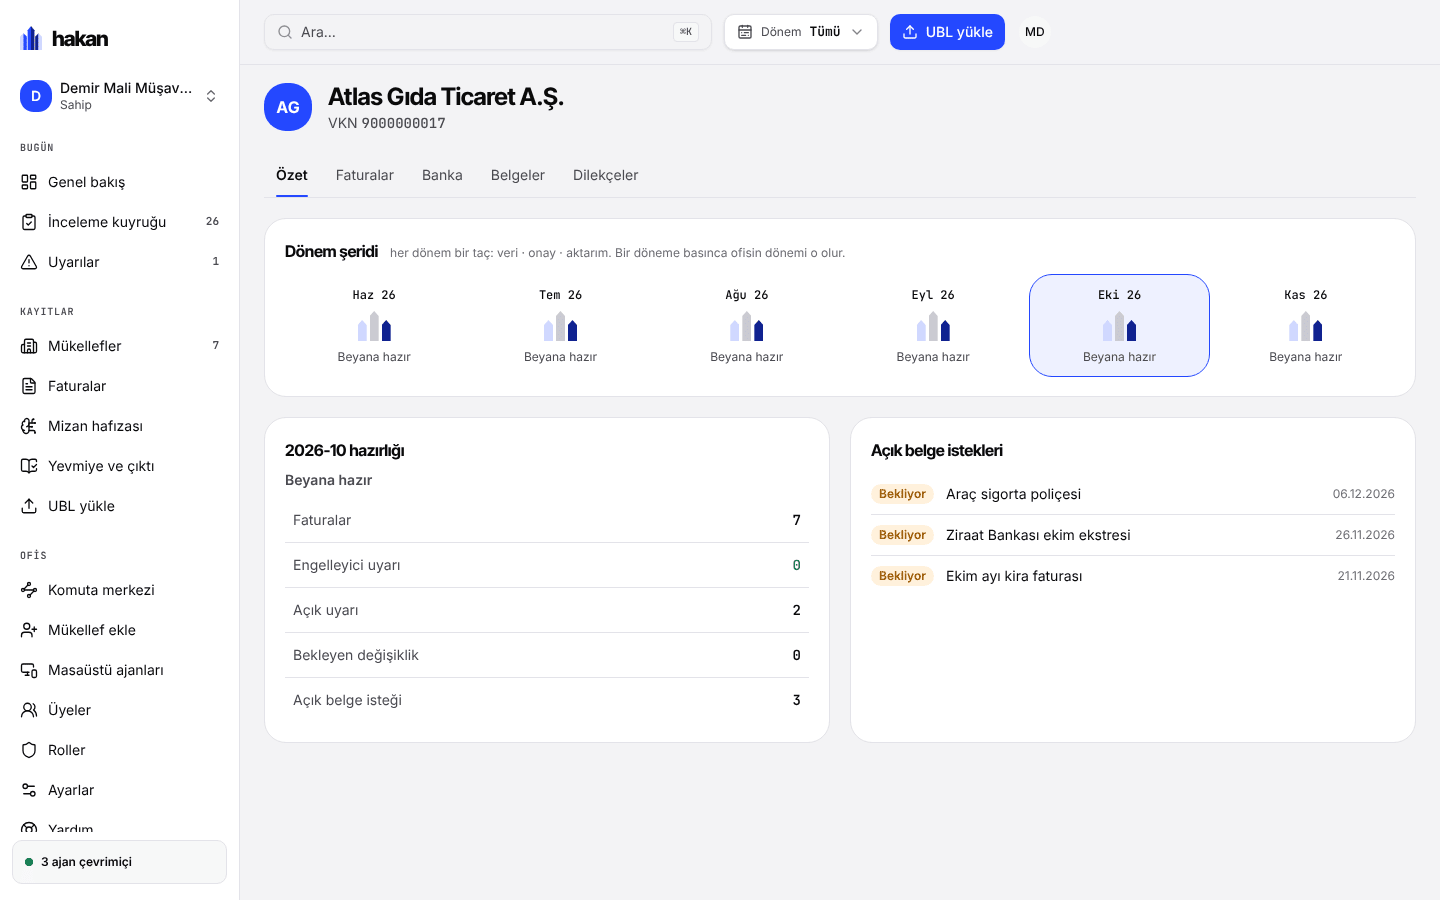 hakan
Ara...
⌘K
Dönem Tümü
UBL yükle
MD
D
Demir Mali Müşav...
Sahip
BUGÜN
Genel bakış
İnceleme kuyruğu 26
Uyarılar 1
KAYITLAR
Mükellefler 7
Faturalar
Mizan hafızası
Yevmiye ve çıktı
UBL yükle
OFİS
Komuta merkezi
Mükellef ekle
Masaüstü ajanları
Üyeler
Roller
Ayarlar
Yardım
3 ajan çevrimiçi
AG
Atlas Gıda Ticaret A.Ş.
VKN 9000000017
Özet Faturalar Banka Belgeler Dilekçeler
Dönem şeridi her dönem bir taç: veri · onay · aktarım. Bir döneme basınca ofisin dönemi o olur.
Haz 26 Tem 26 Ağu 26 Eyl 26 Eki 26 Kas 26
Beyana hazır Beyana hazır Beyana hazır Beyana hazır Beyana hazır Beyana hazır
2026-10 hazırlığı
Beyana hazır
Faturalar 7
Engelleyici uyarı 0
Açık uyarı 2
Bekleyen değişiklik 0
Açık belge isteği 3
Açık belge istekleri
Bekliyor Araç sigorta poliçesi 06.12.2026
Bekliyor Ziraat Bankası ekim ekstresi 26.11.2026
Bekliyor Ekim ayı kira faturası 21.11.2026